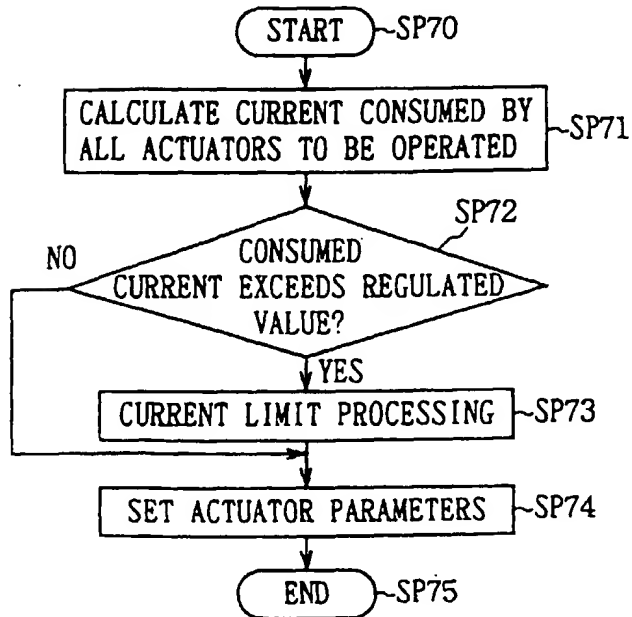 START SP70
CALCULATE CURRENT CONSUMED BY
ALL ACTUATORS TO BE OPERATED
SP71
SP72
NO
CONSUMED
CURRENT EXCEEDS REGULATED
VALUE?
YES
CURRENT LIMIT PROCESSING SP73
SET ACTUATOR PARAMETERS SP74
END SP75